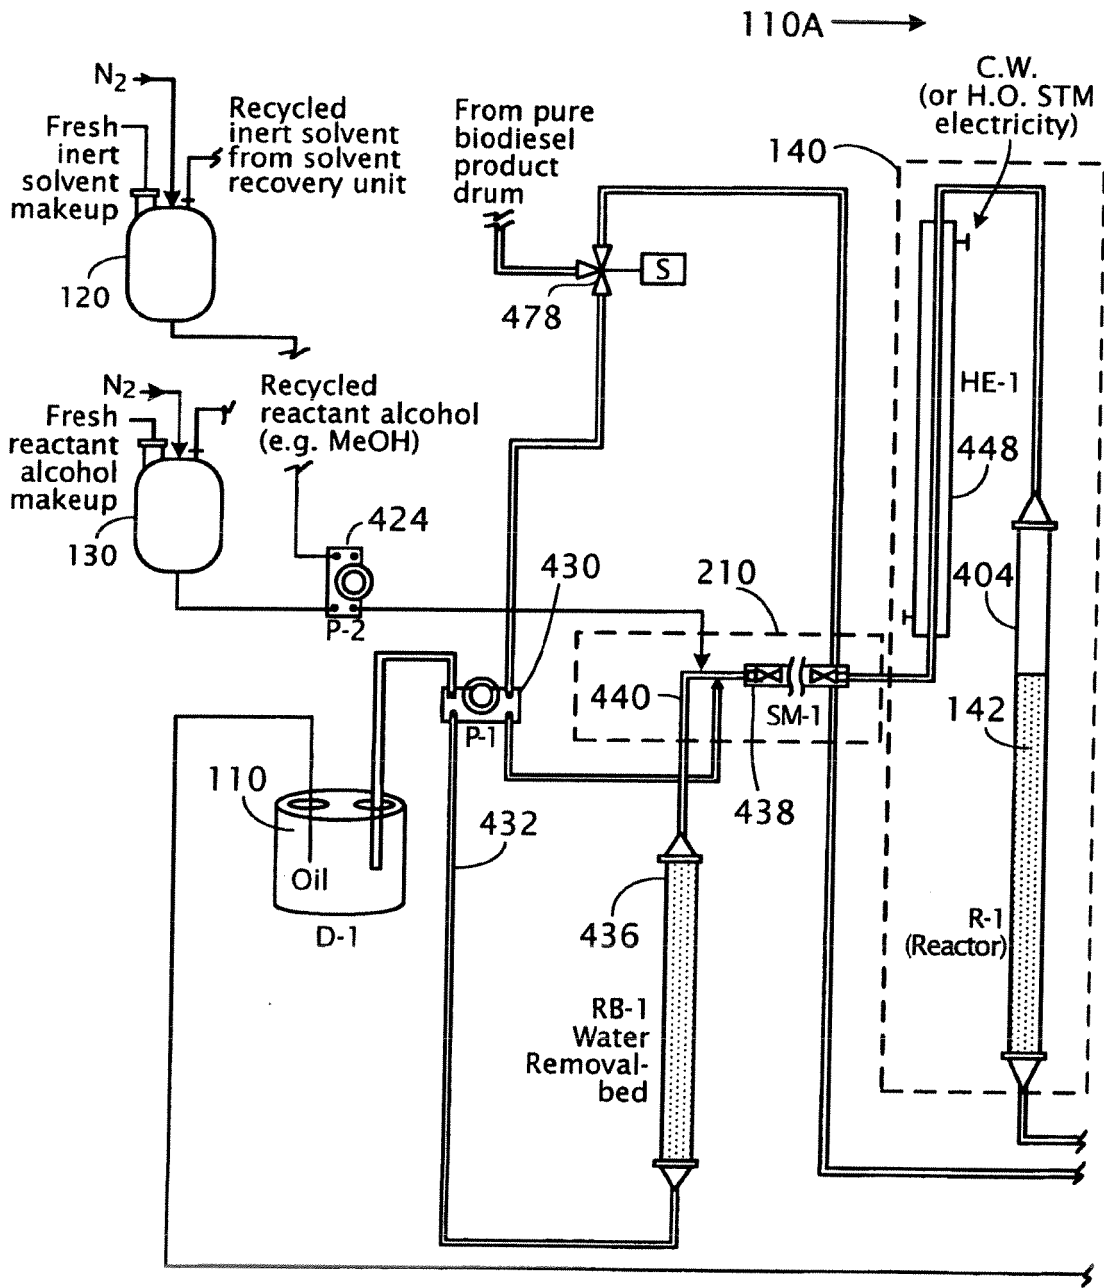 110A
N2
Fresh
inert
solvent
makeup
Recycled
inert solvent
from solvent
recovery unit
120
From pure
biodiesel
product
drum
S
478
C.W.
(or H.O. STM
electricity)
140
HE-1
448
404
142
R-1
(Reactor)
N2
Fresh
reactant
alcohol
makeup
130
Recycled
reactant alcohol
(e.g. MeOH)
424
P-2
430
P-1
210
440
SM-1
438
110
Oil
D-1
432
436
RB-1
Water
Removal-
bed